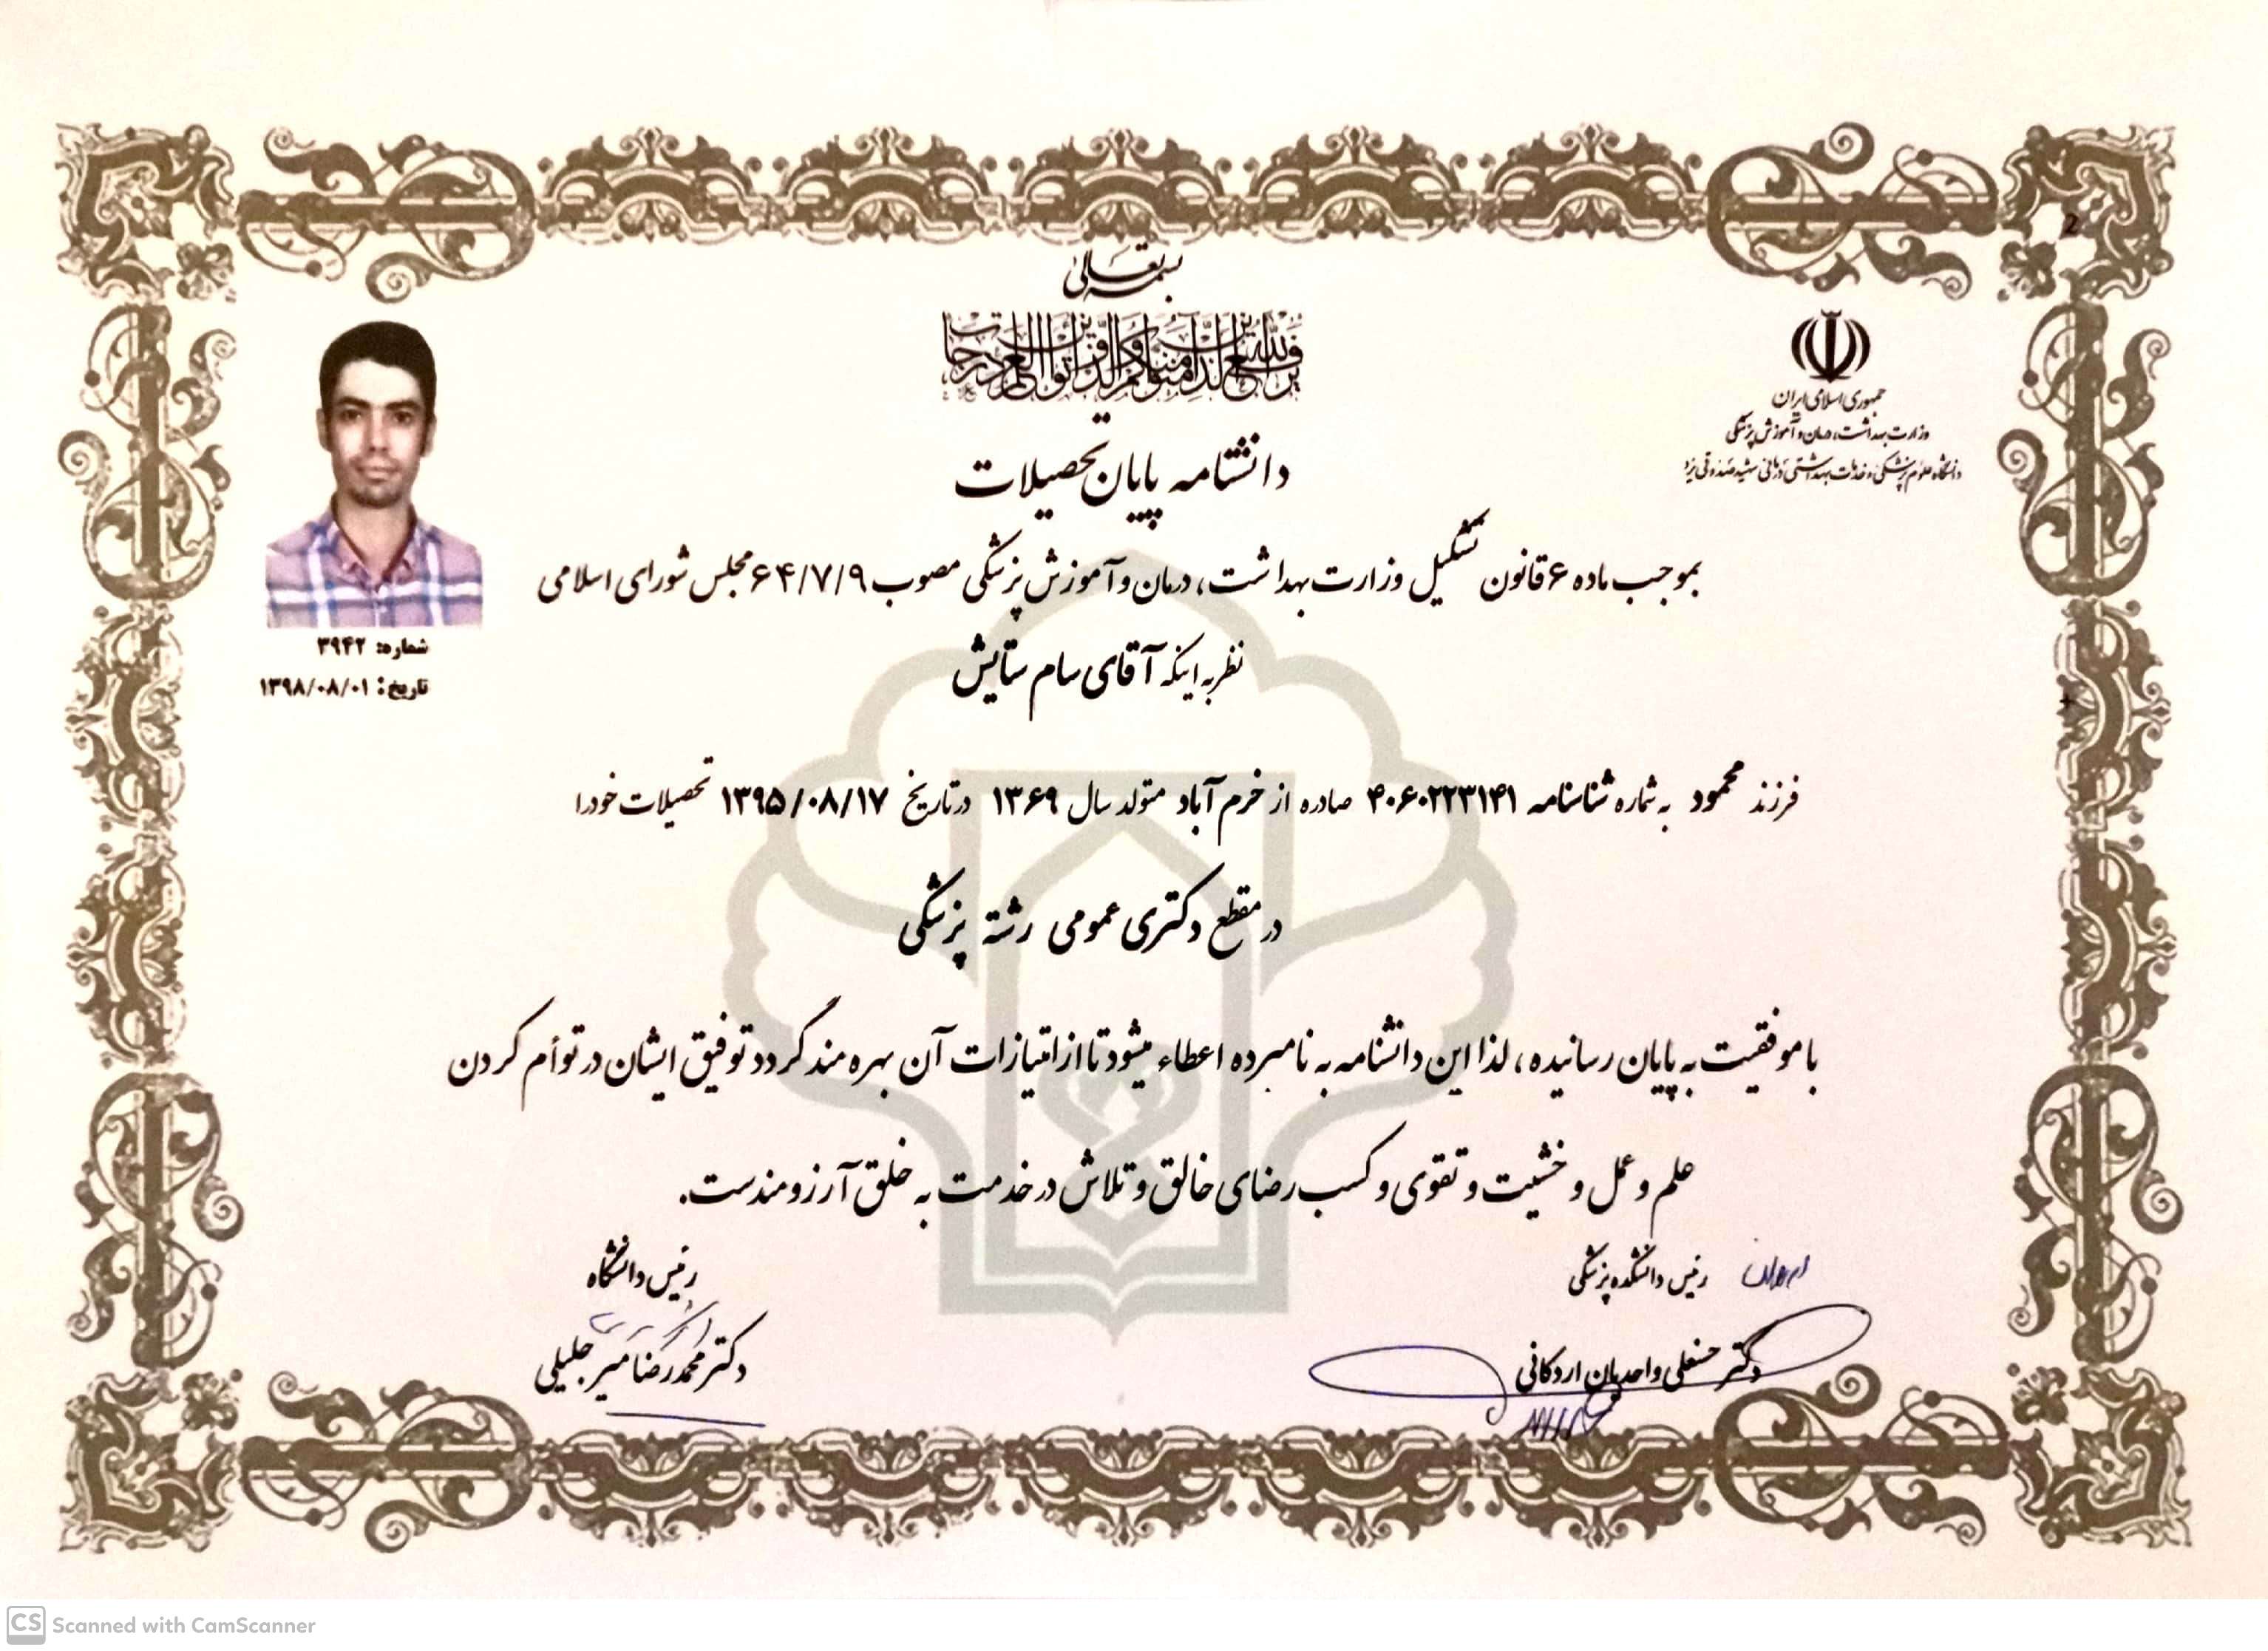 بسمه تعالی
یرفع الله الذین آمنوا منکم و الذین اوتوا العلم درجات
جمهوری اسلامی ایران
وزارت بهداشت، درمان و آموزش پزشکی
دانشگاه علوم پزشکی و خدمات بهداشتی درمانی شهید صدوقی یزد
دانشنامه پایان تحصیلات
شماره: ۳۹۴۲
تاریخ: ۱۳۹۸/۰۸/۰۱
بموجب ماده ۶ قانون تشکیل وزارت بهداشت، درمان و آموزش پزشکی مصوب ۶۴/۷/۹ مجلس شورای اسلامی
نظر به اینکه آقای سام ستایش
فرزند محمود به شماره شناسنامه ۴۰۶۰۲۲۳۱۴۱ صادره از خرم آباد متولد سال ۱۳۶۹ در تاریخ ۱۳۹۵/۰۸/۱۷ تحصیلات خود را
در مقطع دکتری عمومی رشته پزشکی
با موفقیت به پایان رسانیده، لذا این دانشنامه به نامبرده اعطاء میشود تا از امتیازات آن بهره مند گردد توفیق ایشان در توأم کردن
علم و عمل و خشیت و تقوی و کسب رضای خالق و تلاش در خدمت به خلق آرزومندست.
رئیس دانشکده پزشکی
دکتر حسنعلی واحدیان اردکانی
رئیس دانشگاه
دکتر محمدرضا میرجلیلی
CS Scanned with CamScanner